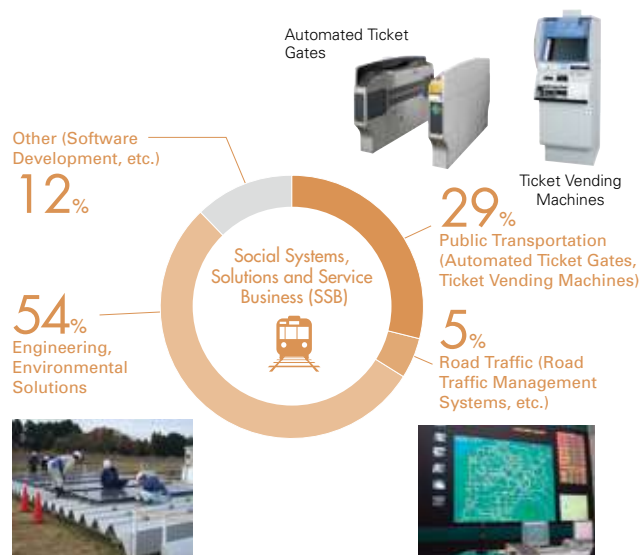 Automated Ticket
Gates
Ticket Vending
Machines
Other (Software
Development, etc.)
12%
29%
Public Transportation
(Automated Ticket Gates,
Ticket Vending Machines)
Social Systems,
Solutions and Service
Business (SSB)
54%
Engineering,
Environmental
Solutions
5%
Road Traffic (Road
Traffic Management
Systems, etc.)